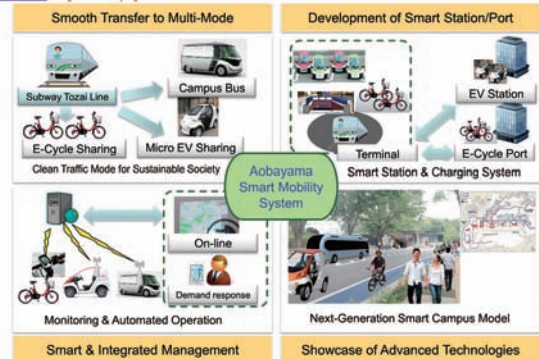 Smooth Transfer to Multi-Mode
Subway Tozai Line
Campus Bus
E-Cycle Sharing
Micro EV Sharing
Clean Traffic Mode for Sustainable Society
Development of Smart Station/Port
EV Station
Terminal
E-Cycle Port
Smart Station & Charging System
Aobayama
Smart Mobility
System
On-line
Demand response
Monitoring & Automated Operation
Smart & Integrated Management
Next-Generation Smart Campus Model
Showcase of Advanced Technologies